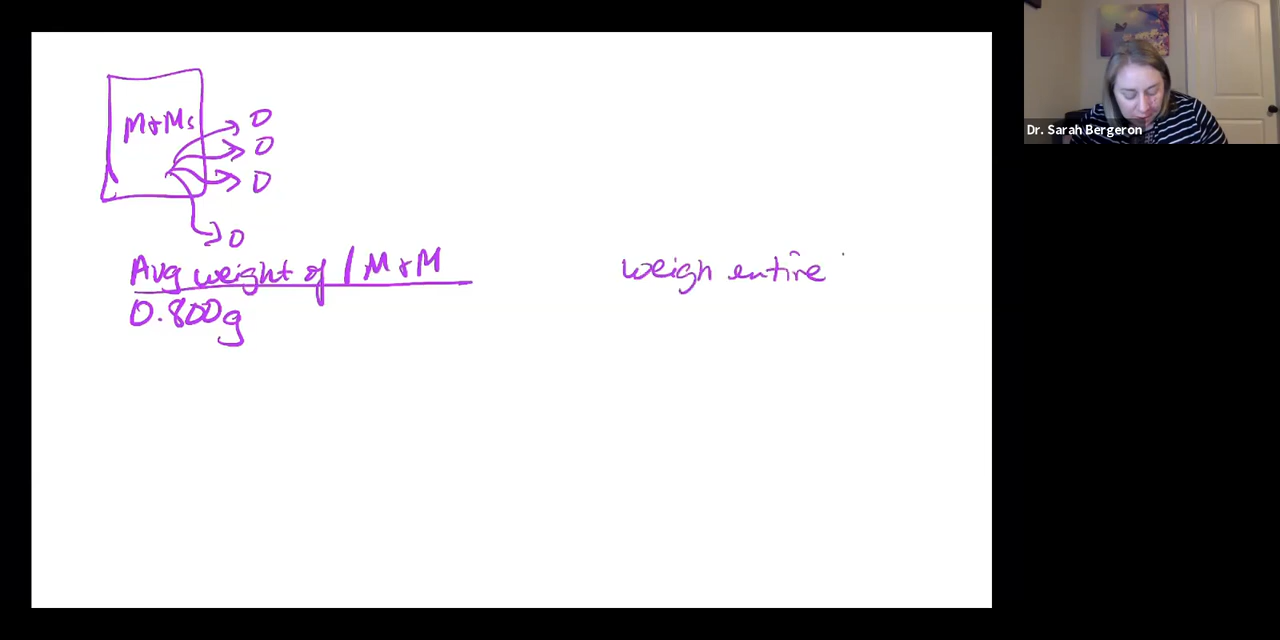 M+Ms
Avg weight of 1 M+M
0.800g
weigh entire
Dr. Sarah Bergeron